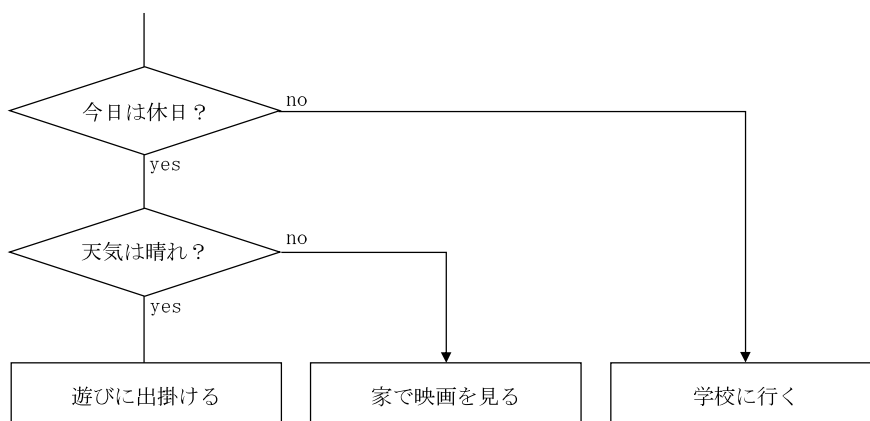 今日は休日？
no
yes
天気は晴れ？
no
yes
遊びに出掛ける
家で映画を見る
学校に行く